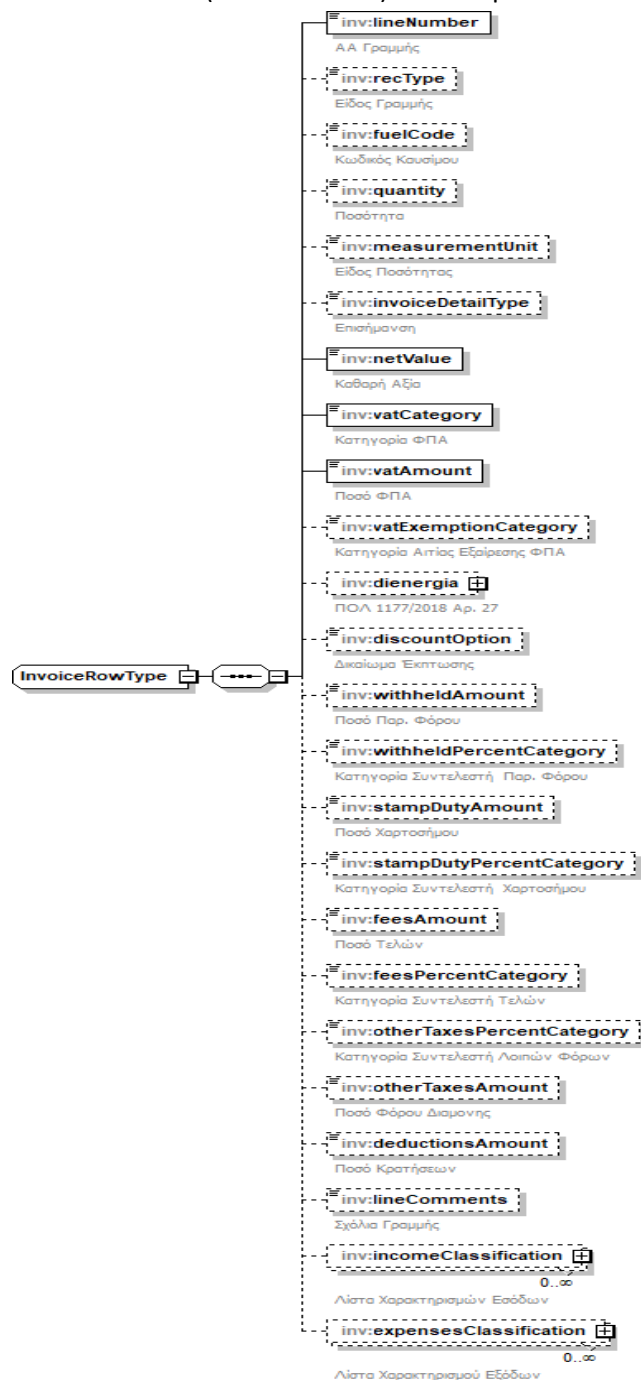 inv:lineNumber
ΑΑ Γραμμής
inv:recType
Είδος Γραμμής
inv:fuelCode
Κωδικός Καυσίμου
inv:quantity
Ποσότητα
inv:measurementUnit
Είδος Ποσότητας
inv:invoiceDetailType
Επισήμανση
inv:netValue
Καθαρή Αξία
inv:vatCategory
Κατηγορία ΦΠΑ
inv:vatAmount
Ποσό ΦΠΑ
inv:vatExemptionCategory
Κατηγορία Αιτίας Εξαίρεσης ΦΠΑ
inv:dienergia
ΠΟΛ 1177/2018 Αρ. 27
inv:discountOption
Δικαίωμα Έκπτωσης
InvoiceRowType
inv:withheldAmount
Ποσό Παρ. Φόρου
inv:withheldPercentCategory
Κατηγορία Συντελεστή Παρ. Φόρου
inv:stampDutyAmount
Ποσό Χαρτοσήμου
inv:stampDutyPercentCategory
Κατηγορία Συντελεστή Χαρτοσήμου
inv:feesAmount
Ποσό Τελών
inv:feesPercentCategory
Κατηγορία Συντελεστή Τελών
inv:otherTaxesPercentCategory
Κατηγορία Συντελεστή Λοιπών Φόρων
inv:otherTaxesAmount
Ποσό Φόρου Διαμονης
inv:deductionsAmount
Ποσό Κρατήσεων
inv:lineComments
Σχόλια Γραμμής
inv:incomeClassification
0..∞
Λίστα Χαρακτηρισμών Εσόδων
inv:expensesClassification
0..∞
Λίστα Χαρακτηρισμού Εξόδων